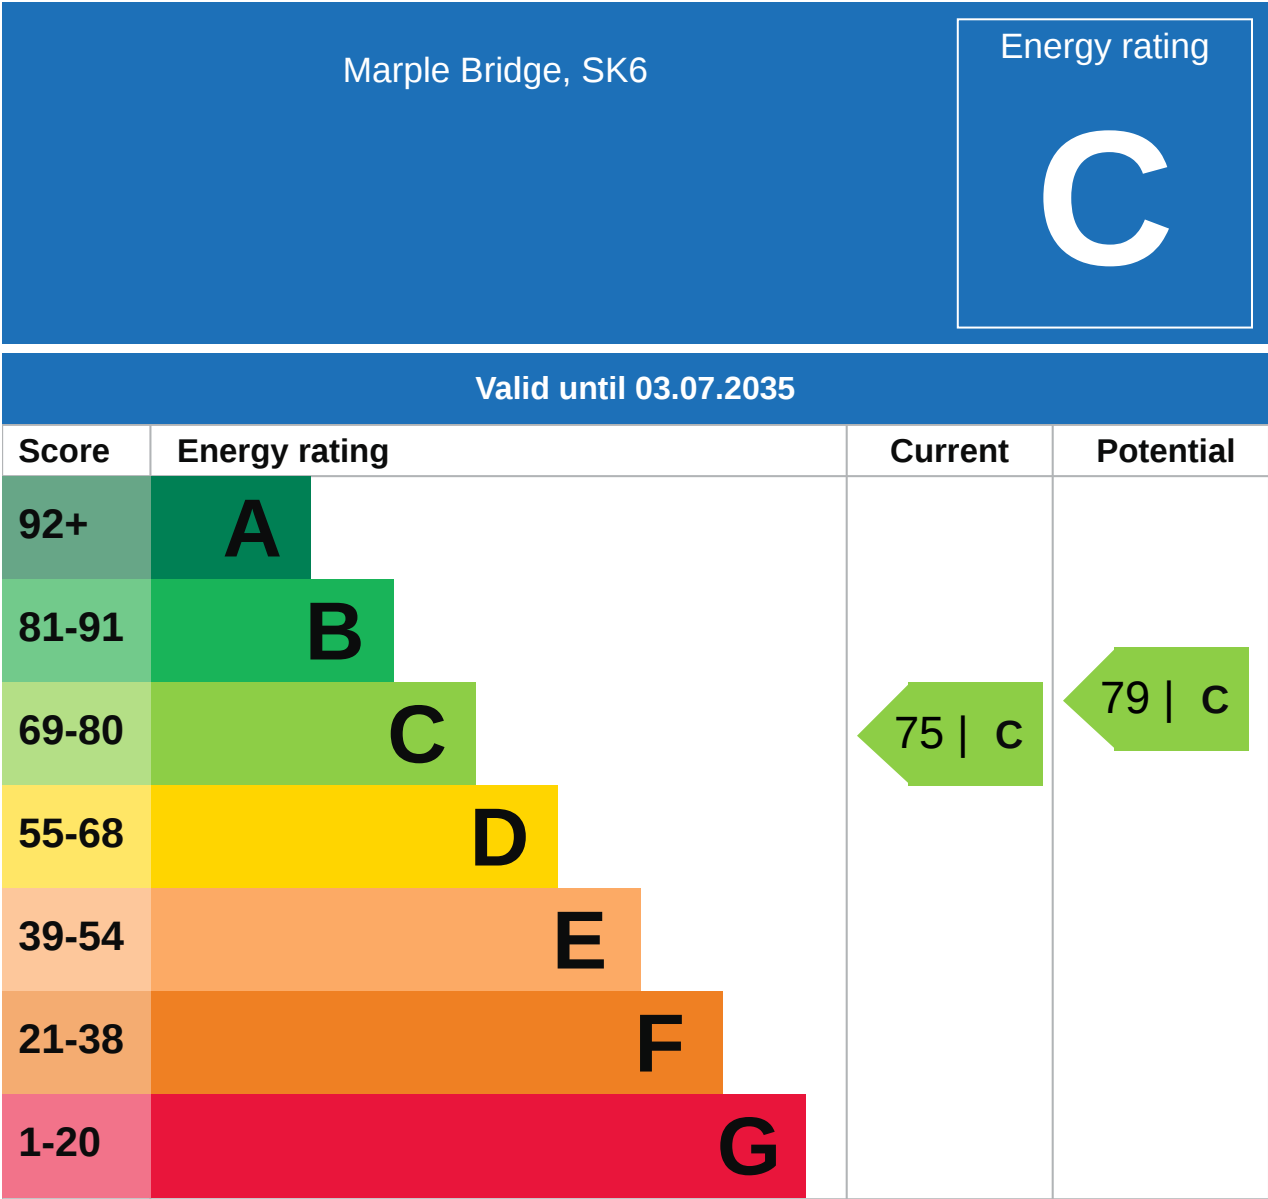 Marple Bridge, SK6
Energy rating
C
Valid until 03.07.2035
Score Energy rating Current Potential
92+ A
81-91 B
69-80 C 75 | C 79 | C
55-68 D
39-54 E
21-38 F
1-20 G